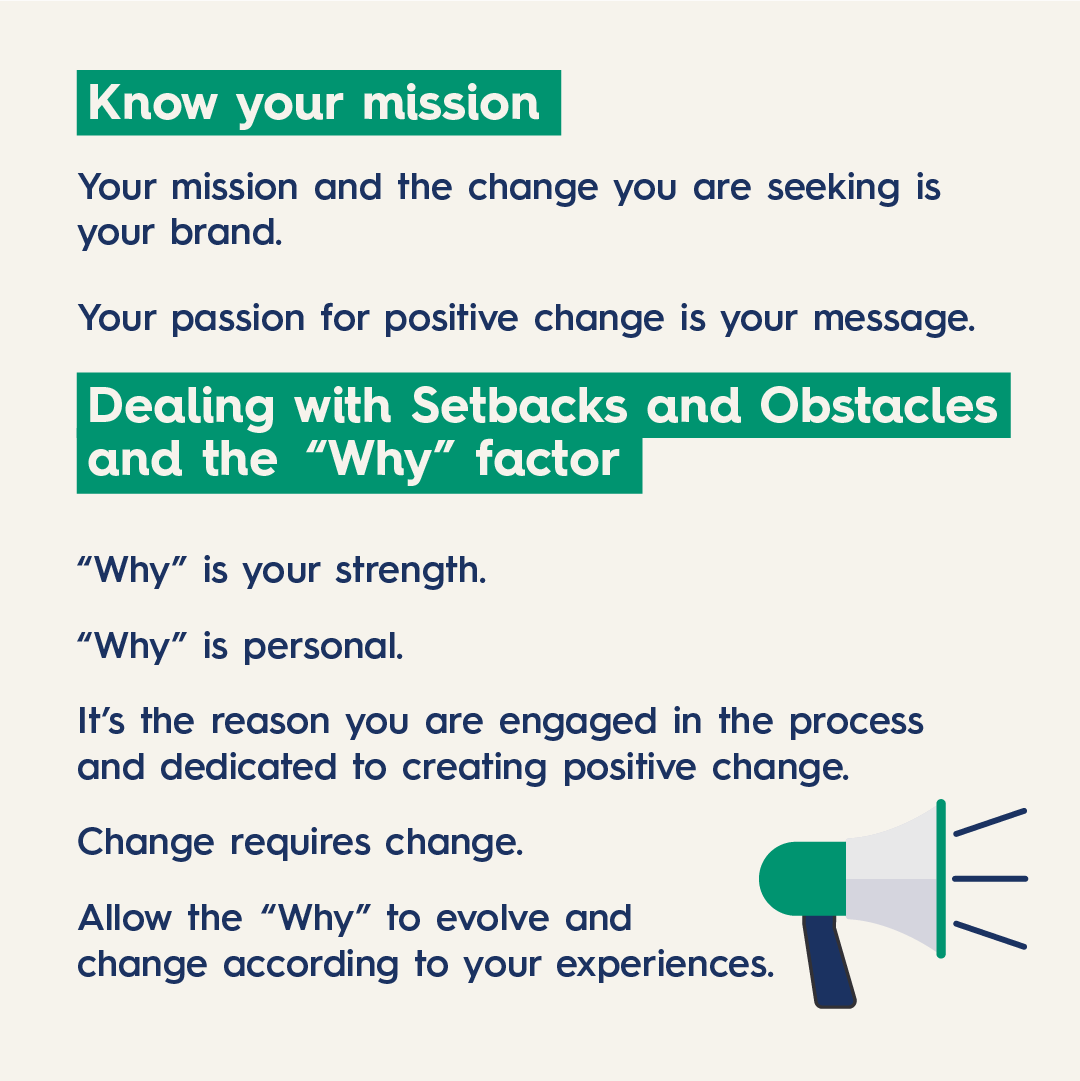 Know your mission
Your mission and the change you are seeking is
your brand.
Your passion for positive change is your message.
Dealing with Setbacks and Obstacles
and the “Why” factor
“Why” is your strength.
“Why” is personal.
It’s the reason you are engaged in the process
and dedicated to creating positive change.
Change requires change.
Allow the “Why” to evolve and
change according to your experiences.